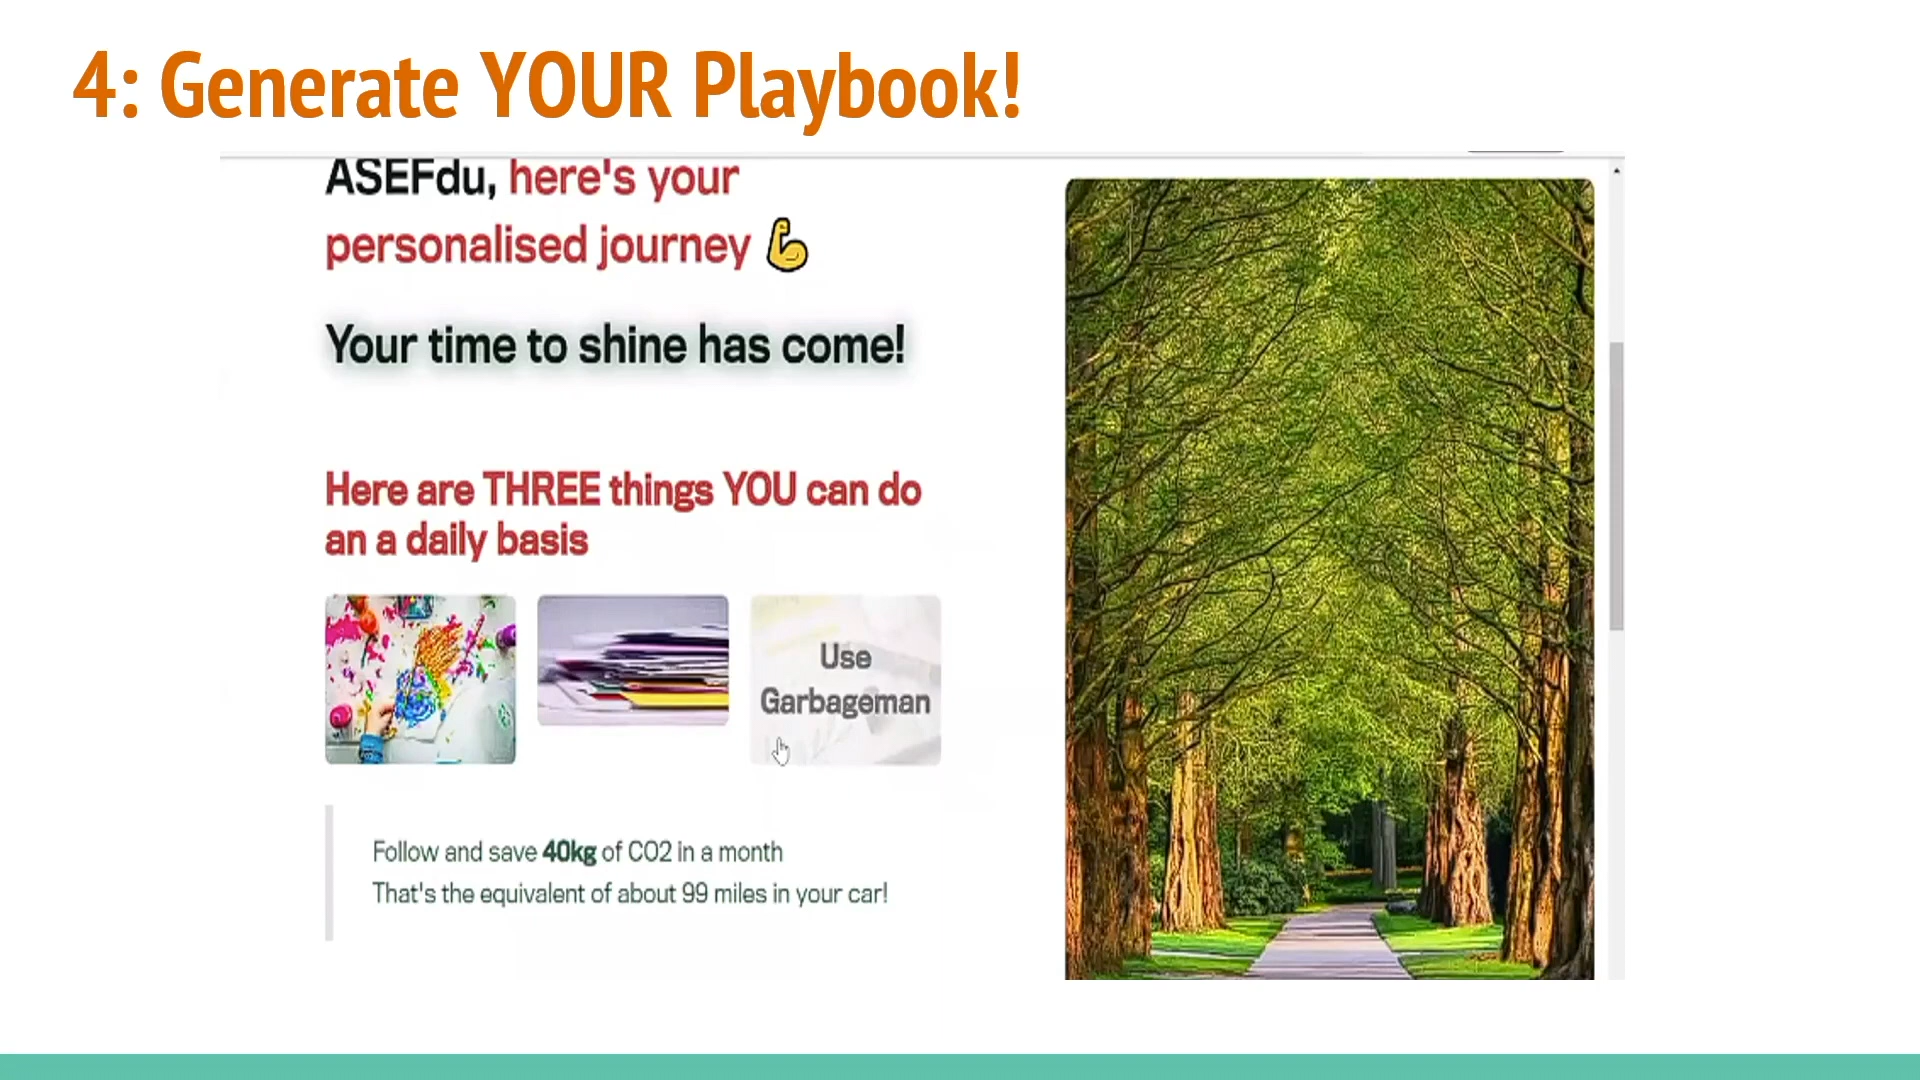 4: Generate YOUR Playbook!
ASEFdu, here's your
personalised journey 💪
Your time to shine has come!
Here are THREE things YOU can do
an a daily basis
Use
Garbageman
Follow and save 40kg of CO2 in a month
That's the equivalent of about 99 miles in your car!